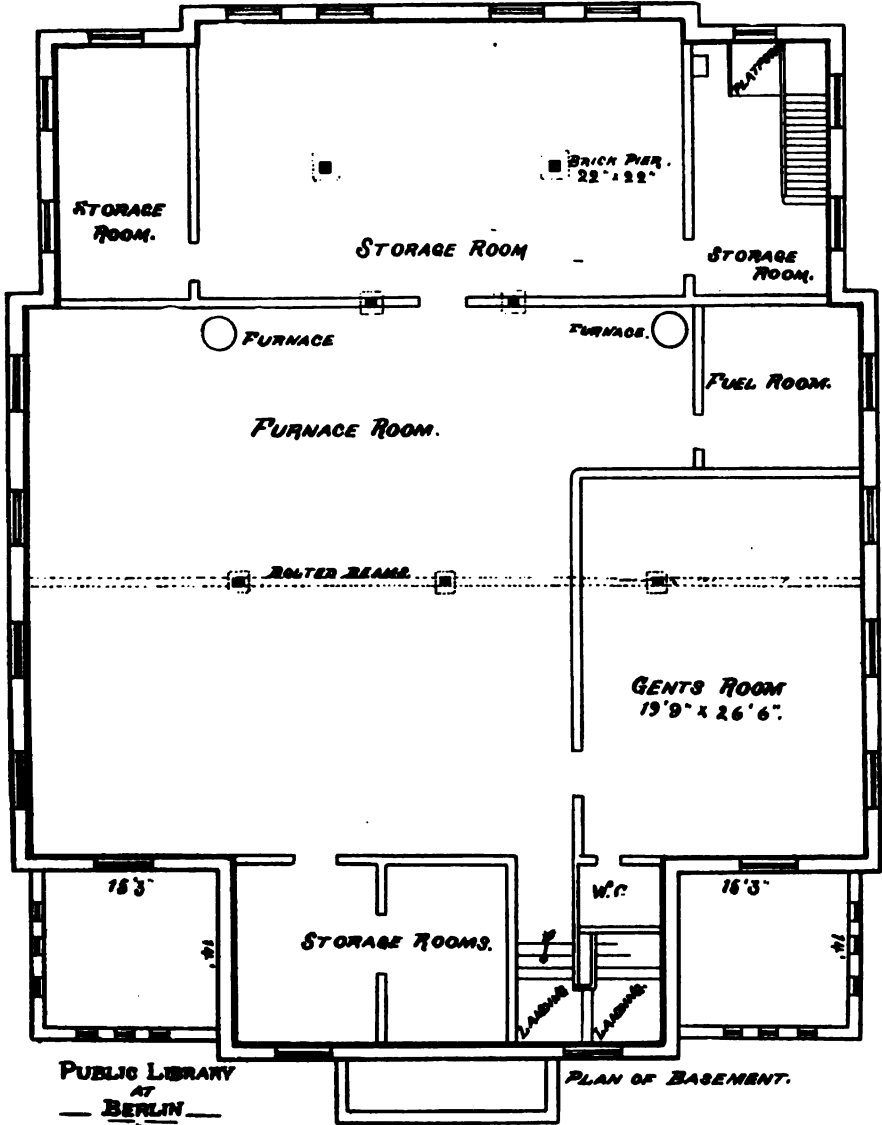 PLATFORM
BRICK PIER.
22" x 22"
STORAGE
ROOM.
STORAGE ROOM
STORAGE
ROOM.
FURNACE
FURNACE.
FUEL ROOM.
FURNACE ROOM.
BOLTED BEAMS
GENTS ROOM
19'9" x 26'6".
15'3"
W.C.
15'3"
14'
STORAGE ROOMS.
14'
LANDING
LANDING.
PUBLIC LIBRARY
AT
BERLIN
PLAN OF BASEMENT.